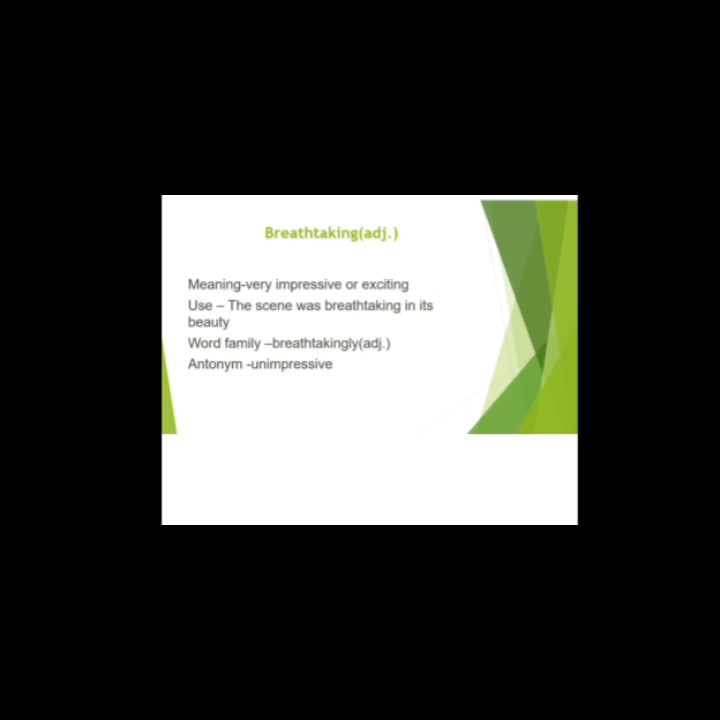 Breathtaking(adj.)
Meaning-very impressive or exciting
Use – The scene was breathtaking in its
beauty
Word family –breathtakingly(adj.)
Antonym -unimpressive